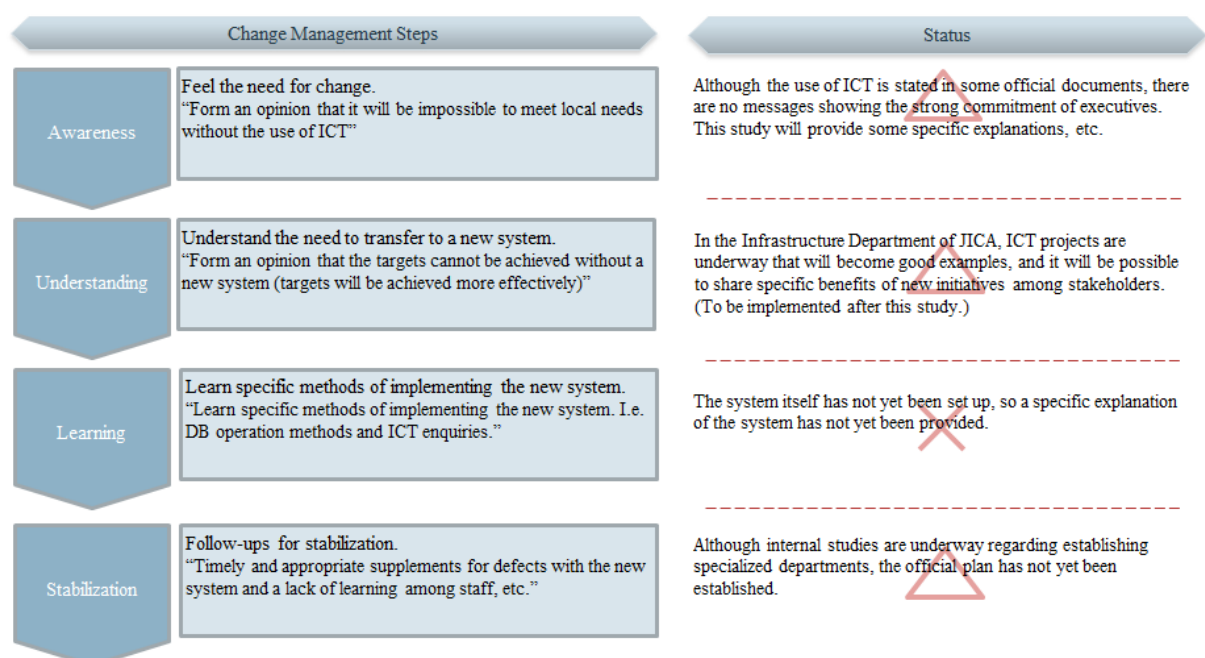 Change Management Steps
Status
Awareness
Feel the need for change.
“Form an opinion that it will be impossible to meet local needs
without the use of ICT”
Although the use of ICT is stated in some official documents, there
are no messages showing the strong commitment of executives.
This study will provide some specific explanations, etc.
Understanding
Understand the need to transfer to a new system.
“Form an opinion that the targets cannot be achieved without a
new system (targets will be achieved more effectively)”
In the Infrastructure Department of JICA, ICT projects are
underway that will become good examples, and it will be possible
to share specific benefits of new initiatives among stakeholders.
(To be implemented after this study.)
Learning
Learn specific methods of implementing the new system.
“Learn specific methods of implementing the new system. I.e.
DB operation methods and ICT enquiries.”
The system itself has not yet been set up, so a specific explanation
of the system has not yet been provided.
Stabilization
Follow-ups for stabilization.
“Timely and appropriate supplements for defects with the new
system and a lack of learning among staff, etc.”
Although internal studies are underway regarding establishing
specialized departments, the official plan has not yet been
established.